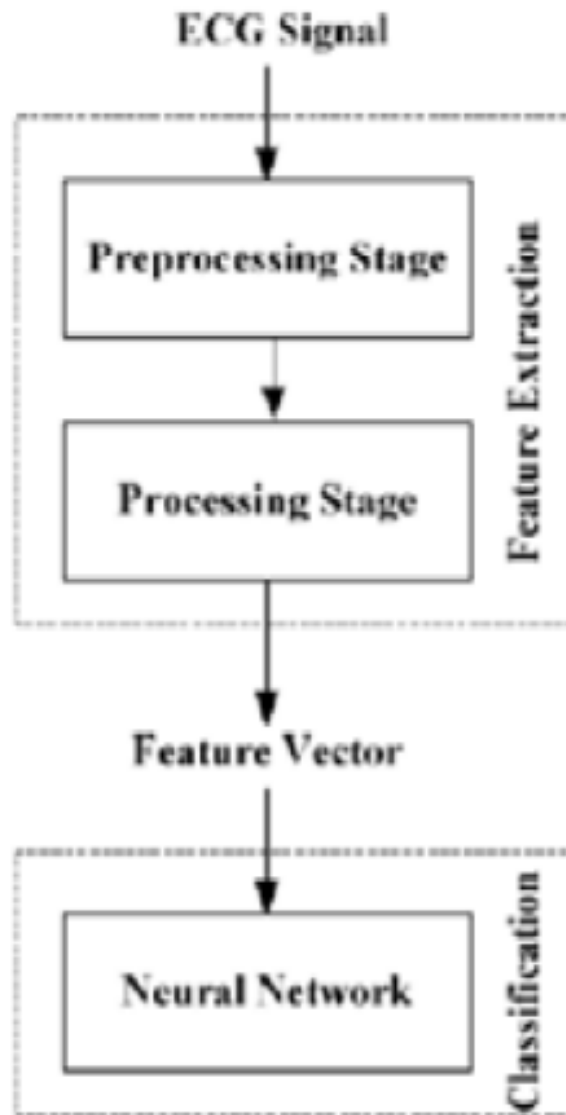 ECG Signal
Preprocessing Stage
Processing Stage
Feature Extraction
Feature Vector
Neural Network
Classification